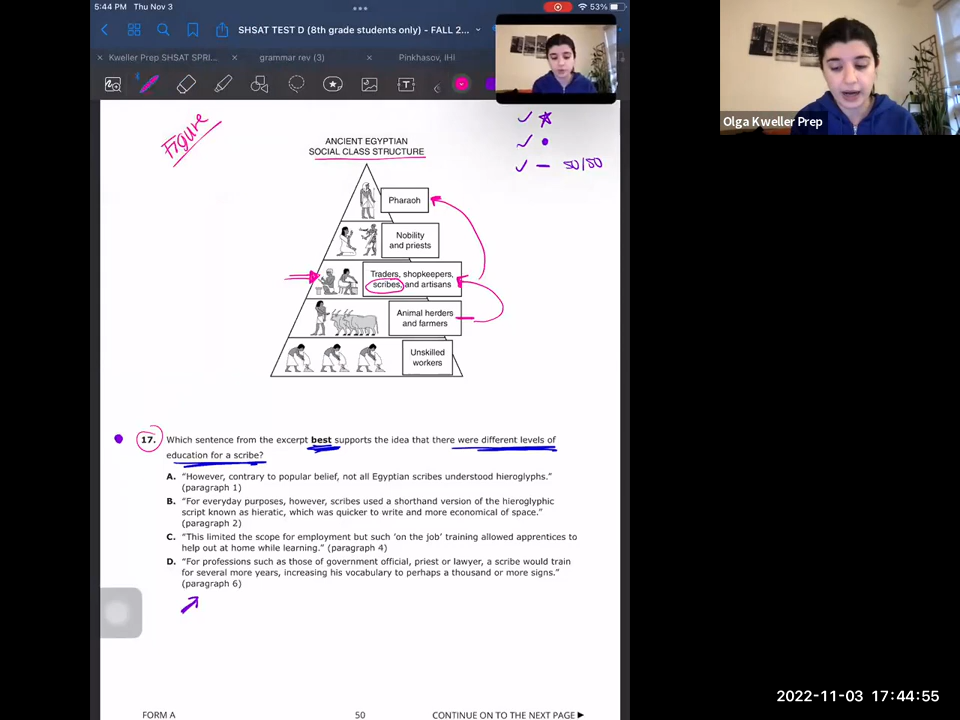 5:44 PM Thu Nov 3
53%
SHSAT TEST D (8th grade students only) - FALL 2...
Kweller Prep SHSAT SPRI...
grammar rev (3)
Pinkhasov, IHI
Olga Kweller Prep
Figure
50/50
ANCIENT EGYPTIAN
SOCIAL CLASS STRUCTURE
Pharaoh
Nobility
and priests
Traders, shopkeepers,
scribes, and artisans
Animal herders
and farmers
Unskilled
workers
17. Which sentence from the excerpt best supports the idea that there were different levels of
education for a scribe?
A. "However, contrary to popular belief, not all Egyptian scribes understood hieroglyphs."
(paragraph 1)
B. "For everyday purposes, however, scribes used a shorthand version of the hieroglyphic
script known as hieratic, which was quicker to write and more economical of space."
(paragraph 2)
C. "This limited the scope for employment but such 'on the job' training allowed apprentices to
help out at home while learning." (paragraph 4)
D. "For professions such as those of government official, priest or lawyer, a scribe would train
for several more years, increasing his vocabulary to perhaps a thousand or more signs."
(paragraph 6)
FORM A
50
CONTINUE ON TO THE NEXT PAGE ►
2022-11-03 17:44:55